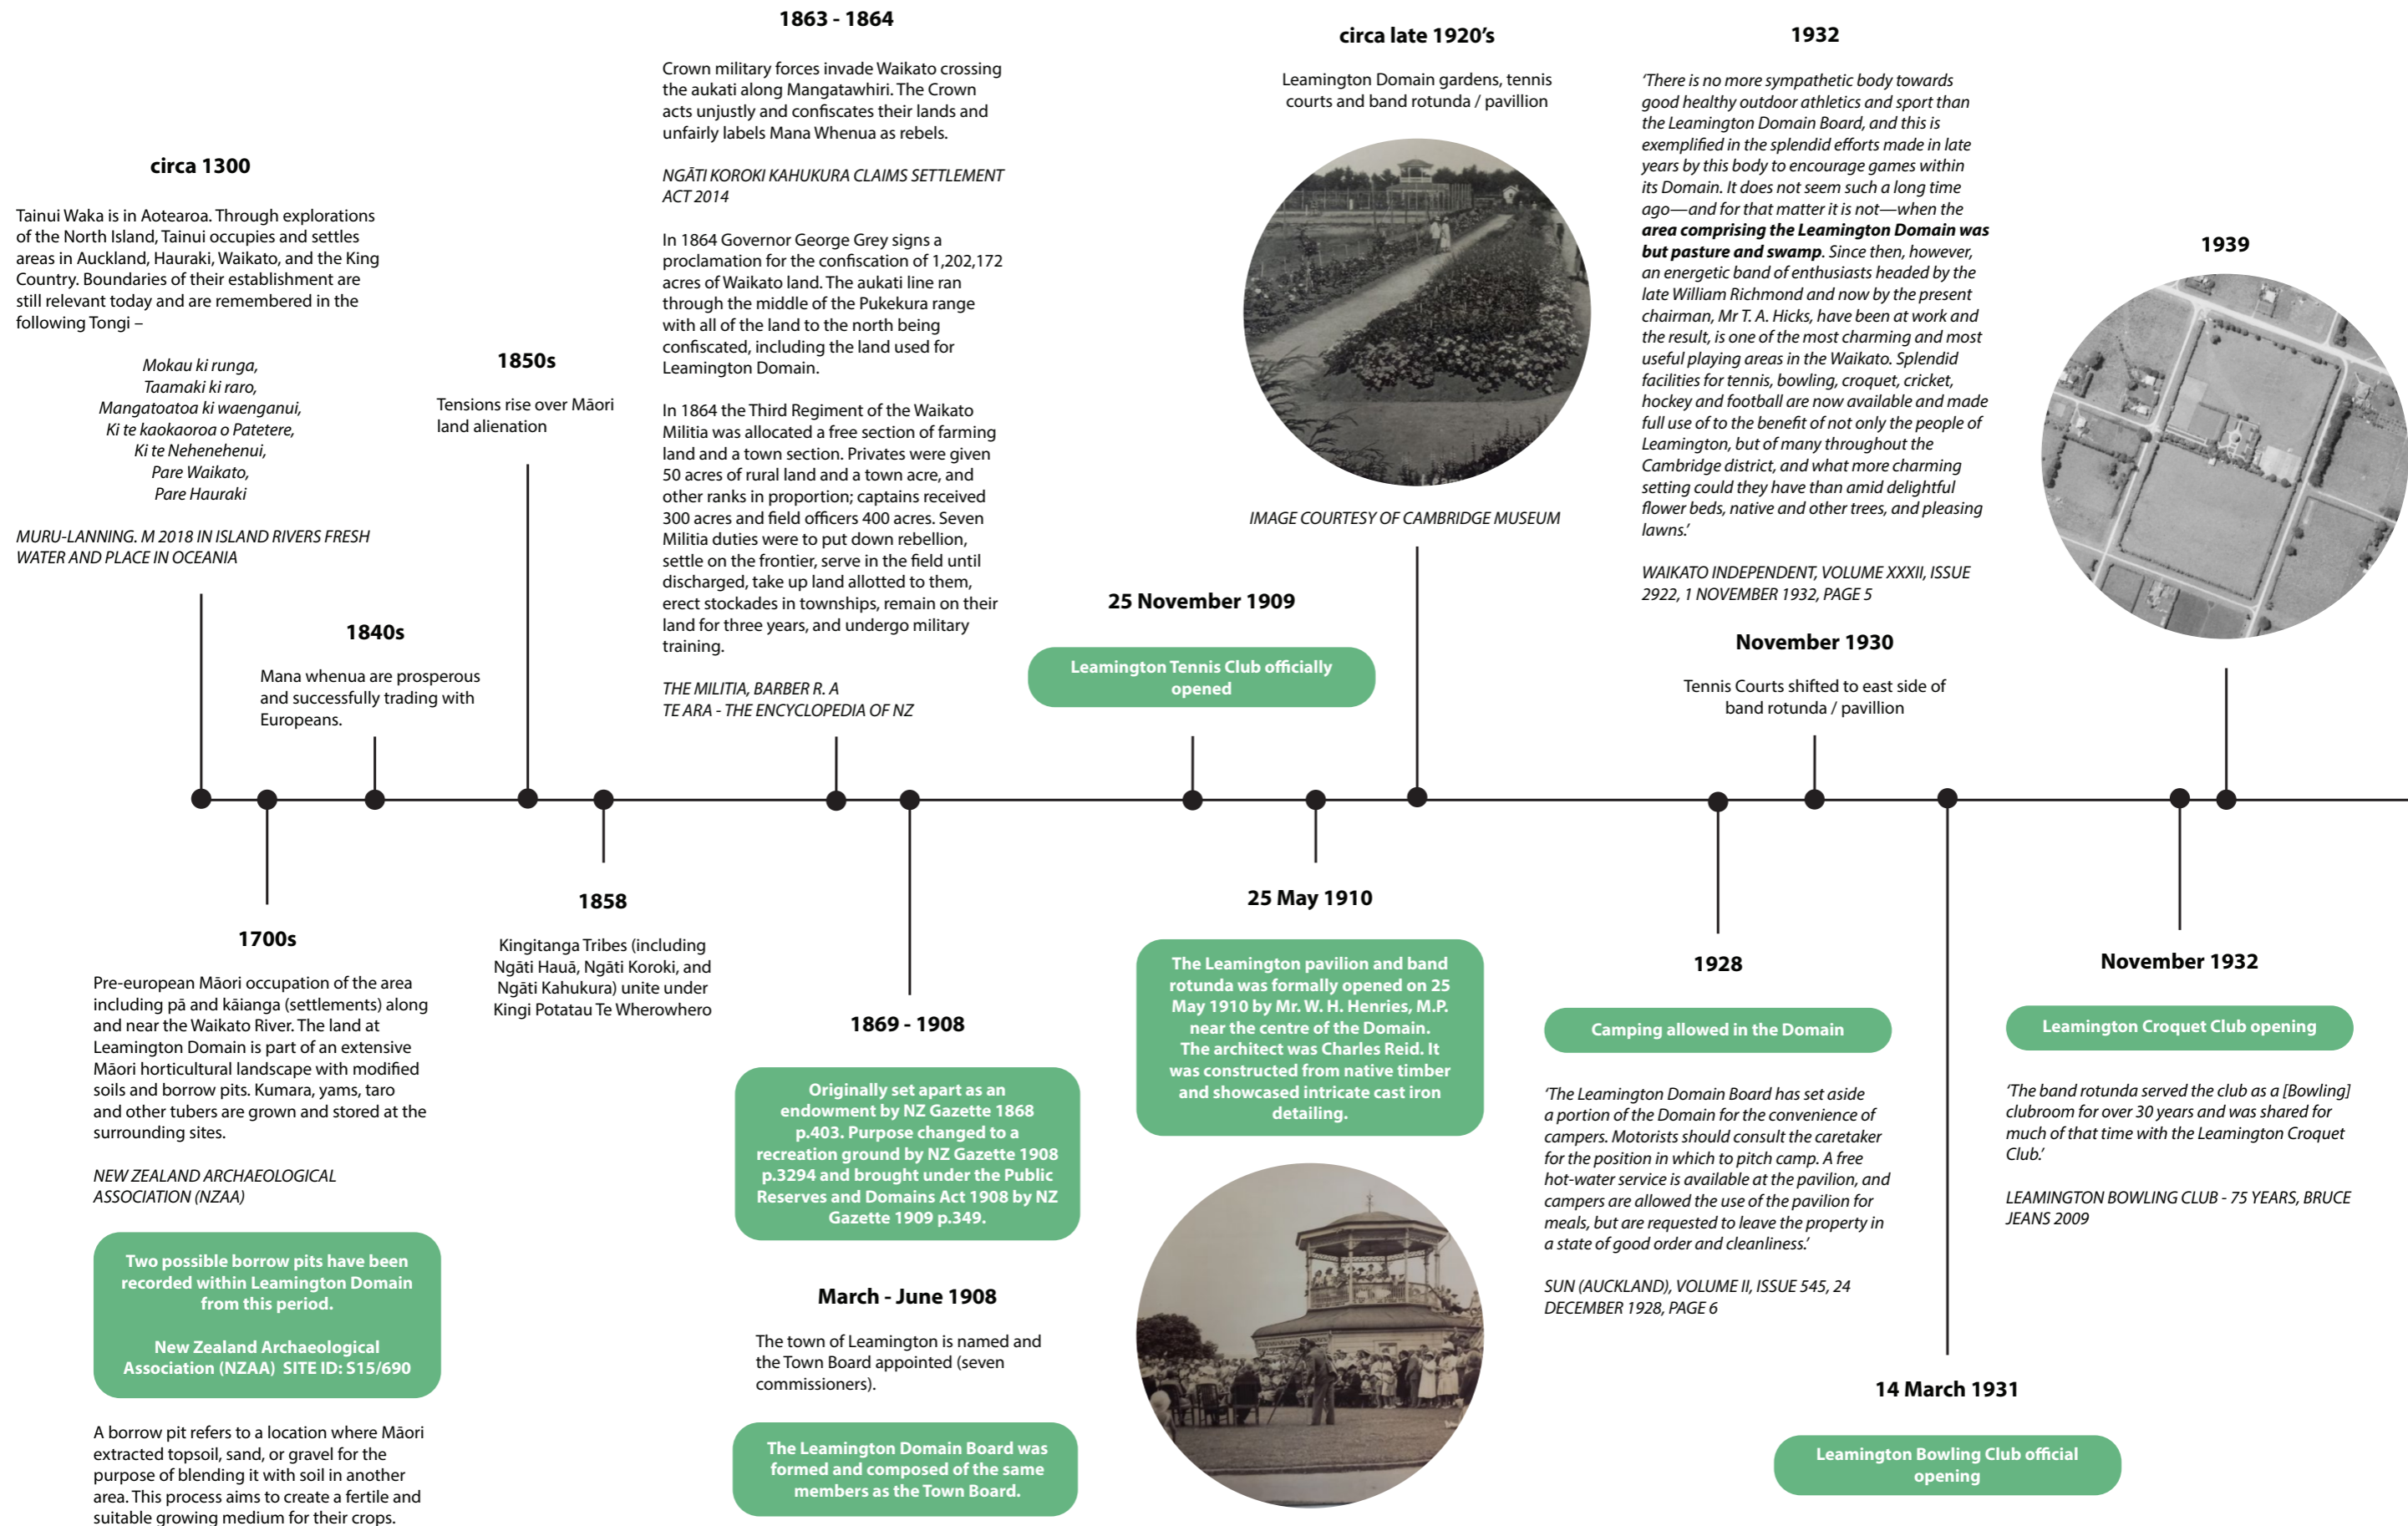 circa 1300
Tainui Waka is in Aotearoa. Through explorations
of the North Island, Tainui occupies and settles
areas in Auckland, Hauraki, Waikato, and the King
Country. Boundaries of their establishment are
still relevant today and are remembered in the
following Tongi –
Mokau ki runga,
Taamaki ki raro,
Mangatoatoa ki waenganui,
Ki te kaokaoroa o Patetere,
Ki te Nehenehenui,
Pare Waikato,
Pare Hauraki
MURU-LANNING. M 2018 IN ISLAND RIVERS FRESH
WATER AND PLACE IN OCEANIA
1700s
Pre-european Māori occupation of the area
including pā and kāianga (settlements) along
and near the Waikato River. The land at
Leamington Domain is part of an extensive
Māori horticultural landscape with modified
soils and borrow pits. Kumara, yams, taro
and other tubers are grown and stored at the
surrounding sites.
NEW ZEALAND ARCHAEOLOGICAL
ASSOCIATION (NZAA)
Two possible borrow pits have been
recorded within Leamington Domain
from this period.
New Zealand Archaeological
Association (NZAA) SITE ID: S15/690
A borrow pit refers to a location where Māori
extracted topsoil, sand, or gravel for the
purpose of blending it with soil in another
area. This process aims to create a fertile and
suitable growing medium for their crops.
1840s
Mana whenua are prosperous
and successfully trading with
Europeans.
1850s
Tensions rise over Māori
land alienation
1858
Kingitanga Tribes (including
Ngāti Hauā, Ngāti Koroki, and
Ngāti Kahukura) unite under
Kingi Potatau Te Wherowhero
1863 - 1864
Crown military forces invade Waikato crossing
the aukati along Mangatawhiri. The Crown
acts unjustly and confiscates their lands and
unfairly labels Mana Whenua as rebels.
NGĀTI KOROKI KAHUKURA CLAIMS SETTLEMENT
ACT 2014
In 1864 Governor George Grey signs a
proclamation for the confiscation of 1,202,172
acres of Waikato land. The aukati line ran
through the middle of the Pukekura range
with all of the land to the north being
confiscated, including the land used for
Leamington Domain.
In 1864 the Third Regiment of the Waikato
Militia was allocated a free section of farming
land and a town section. Privates were given
50 acres of rural land and a town acre, and
other ranks in proportion; captains received
300 acres and field officers 400 acres. Seven
Militia duties were to put down rebellion,
settle on the frontier, serve in the field until
discharged, take up land allotted to them,
erect stockades in townships, remain on their
land for three years, and undergo military
training.
THE MILITIA, BARBER R. A
TE ARA - THE ENCYCLOPEDIA OF NZ
1869 - 1908
Originally set apart as an
endowment by NZ Gazette 1868
p.403. Purpose changed to a
recreation ground by NZ Gazette 1908
p.3294 and brought under the Public
Reserves and Domains Act 1908 by NZ
Gazette 1909 p.349.
March - June 1908
The town of Leamington is named and
the Town Board appointed (seven
commissioners).
The Leamington Domain Board was
formed and composed of the same
members as the Town Board.
25 November 1909
Leamington Tennis Club officially
opened
25 May 1910
The Leamington pavilion and band
rotunda was formally opened on 25
May 1910 by Mr. W. H. Henries, M.P.
near the centre of the Domain.
The architect was Charles Reid. It
was constructed from native timber
and showcased intricate cast iron
detailing.
circa late 1920's
Leamington Domain gardens, tennis
courts and band rotunda / pavillion
IMAGE COURTESY OF CAMBRIDGE MUSEUM
1928
Camping allowed in the Domain
'The Leamington Domain Board has set aside
a portion of the Domain for the convenience of
campers. Motorists should consult the caretaker
for the position in which to pitch camp. A free
hot-water service is available at the pavilion, and
campers are allowed the use of the pavilion for
meals, but are requested to leave the property in
a state of good order and cleanliness.'
SUN (AUCKLAND), VOLUME II, ISSUE 545, 24
DECEMBER 1928, PAGE 6
1932
'There is no more sympathetic body towards
good healthy outdoor athletics and sport than
the Leamington Domain Board, and this is
exemplified in the splendid efforts made in late
years by this body to encourage games within
its Domain. It does not seem such a long time
ago—and for that matter it is not—when the
area comprising the Leamington Domain was
but pasture and swamp. Since then, however,
an energetic band of enthusiasts headed by the
late William Richmond and now by the present
chairman, Mr T. A. Hicks, have been at work and
the result, is one of the most charming and most
useful playing areas in the Waikato. Splendid
facilities for tennis, bowling, croquet, cricket,
hockey and football are now available and made
full use of to the benefit of not only the people of
Leamington, but of many throughout the
Cambridge district, and what more charming
setting could they have than amid delightful
flower beds, native and other trees, and pleasing
lawns.'
WAIKATO INDEPENDENT, VOLUME XXXII, ISSUE
2922, 1 NOVEMBER 1932, PAGE 5
November 1930
Tennis Courts shifted to east side of
band rotunda / pavillion
14 March 1931
Leamington Bowling Club official
opening
November 1932
Leamington Croquet Club opening
'The band rotunda served the club as a [Bowling]
clubroom for over 30 years and was shared for
much of that time with the Leamington Croquet
Club.'
LEAMINGTON BOWLING CLUB - 75 YEARS, BRUCE
JEANS 2009
1939